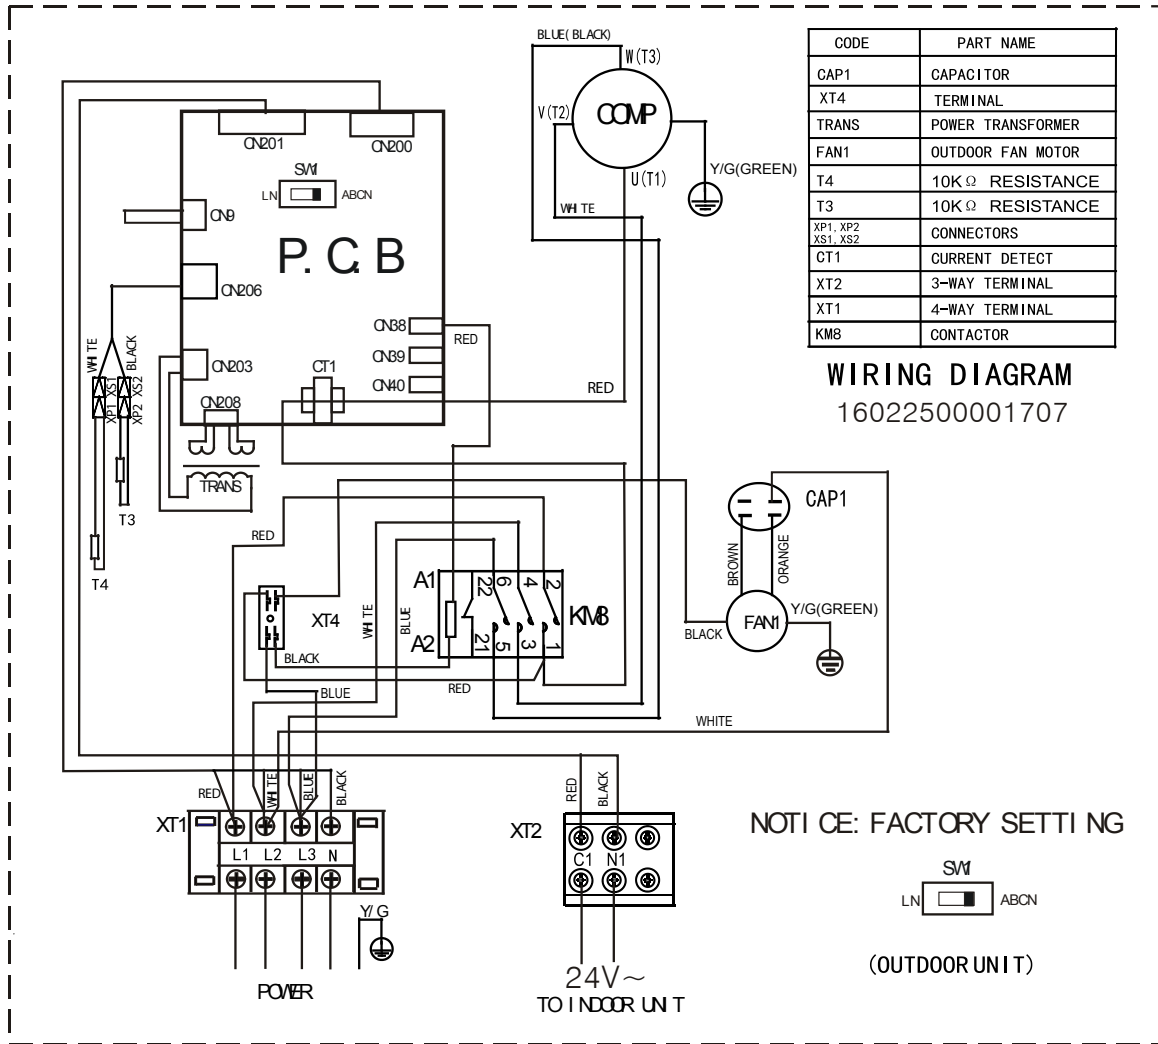 BLUE(BLACK)
W(T3)
COMP
V(T2)
U(T1)
Y/G(GREEN)
WHITE
CN201
CN200
SW1
LN
ABCN
CN9
P.C.B
CN206
CN38
RED
CN39
CT1
CN40
RED
CN203
CN208
WHITE
BLACK
XP1 XS1
XP2 XS2
TRANS
T3
T4
CODE PART NAME
CAP1 CAPACITOR
XT4 TERMINAL
TRANS POWER TRANSFORMER
FAN1 OUTDOOR FAN MOTOR
T4 10KΩ RESISTANCE
T3 10KΩ RESISTANCE
XP1, XP2
XS1, XS2 CONNECTORS
CT1 CURRENT DETECT
XT2 3-WAY TERMINAL
XT1 4-WAY TERMINAL
KM8 CONTACTOR
WIRING DIAGRAM
16022500001707
CAP1
BROWN
ORANGE
Y/G(GREEN)
FAN1
BLACK
RED
A1
22 6 4 2
KM8
A2
21 5 3 1
XT4
WHITE
BLUE
BLACK
RED
BLUE
WHITE
RED
WHITE
BLUE
BLACK
XT1
L1 L2 L3 N
Y/G
POWER
RED
BLACK
XT2
C1 N1
24V~
TO INDOOR UNIT
NOTICE: FACTORY SETTING
SW1
LN
ABCN
(OUTDOOR UNIT)